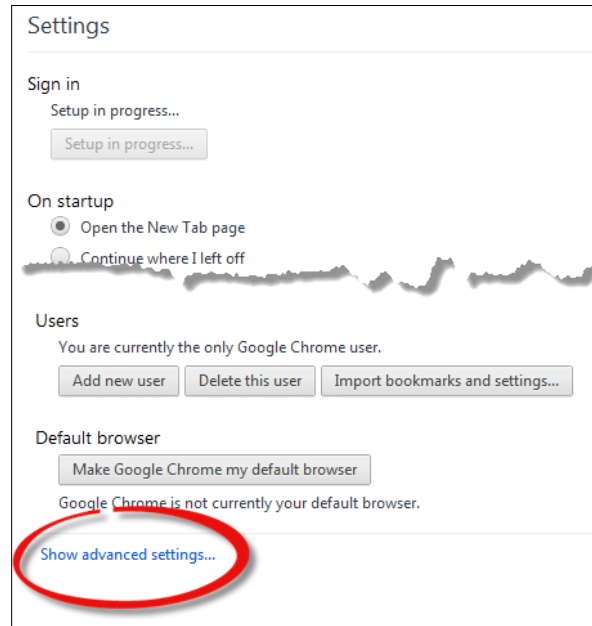 Settings
Sign in
Setup in progress...
Setup in progress...
On startup
Open the New Tab page
Continue where I left off
Users
You are currently the only Google Chrome user.
Add new user Delete this user Import bookmarks and settings...
Default browser
Make Google Chrome my default browser
Google Chrome is not currently your default browser.
Show advanced settings...